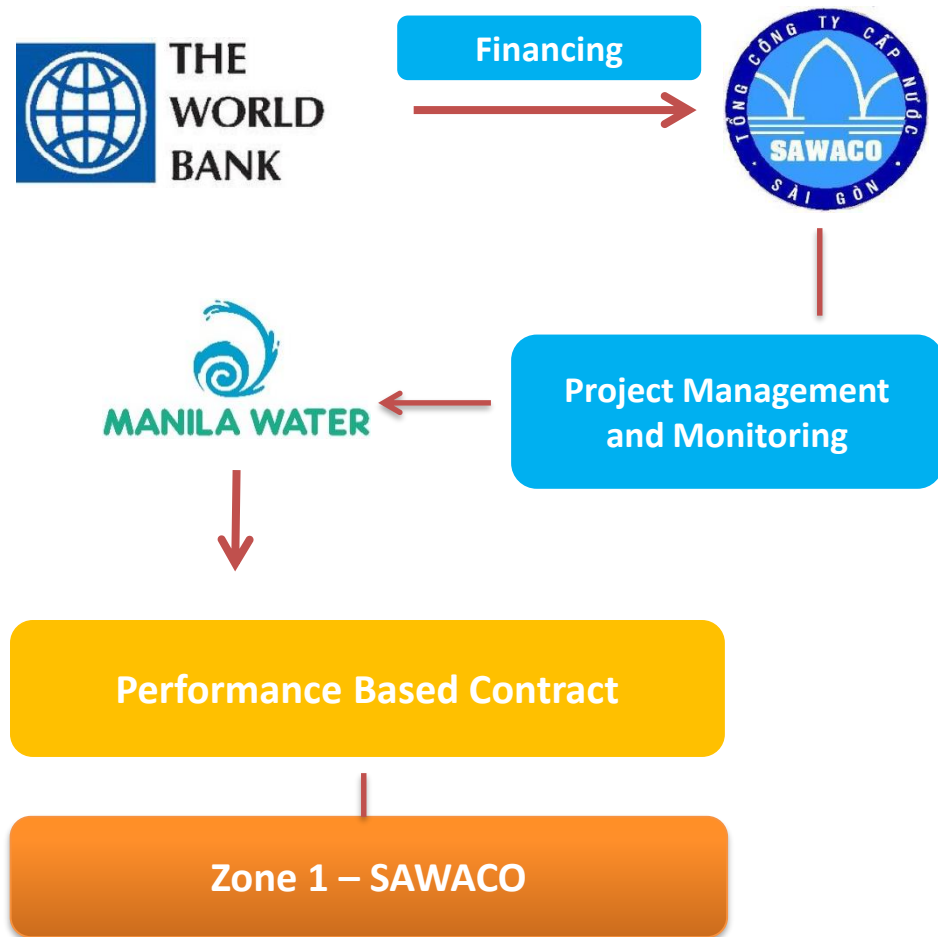 THE
WORLD
BANK
Financing
TỔNG CÔNG TY CẤP NƯỚC
SAWACO
SÀI GÒN
MANILA WATER
Project Management
and Monitoring
Performance Based Contract
Zone 1 – SAWACO